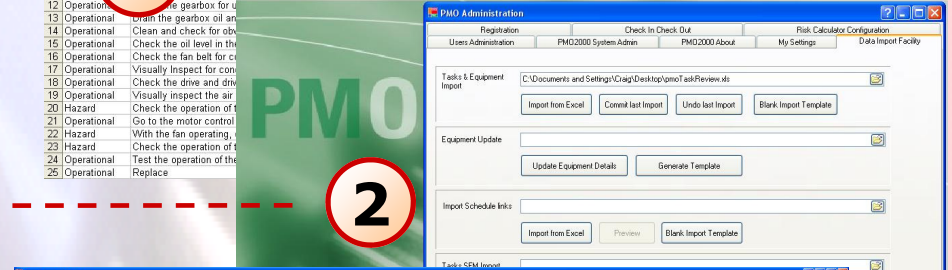 12 Operational gearbox for u
13 Operational Drain the gearbox oil an
14 Operational Clean and check for obv
15 Operational Check the oil level in the
16 Operational Check the fan belt for co
17 Operational Visually Inspect for cond
18 Operational Check the drive and driv
19 Operational Visually inspect the air
20 Hazard Check the operation of t
21 Operational Go to the motor control
22 Hazard With the fan operating,
23 Hazard Check the operation of t
24 Operational Test the operation of the
25 Operational Replace
PMO
2
PMO Administration
Registration Check In Check Out Risk Calculator Configuration
Users Administration PMO2000 System Admin PMO2000 About My Settings Data Import Facility
Tasks & Equipment Import C:\Documents and Settings\Craig\Desktop\pmoTaskReview.xls
Import from Excel Commit last Import Undo last Import Blank Import Template
Equipment Update
Update Equipment Details Generate Template
Import Schedule links
Import from Excel Preview Blank Import Template
Tasks SFM Import